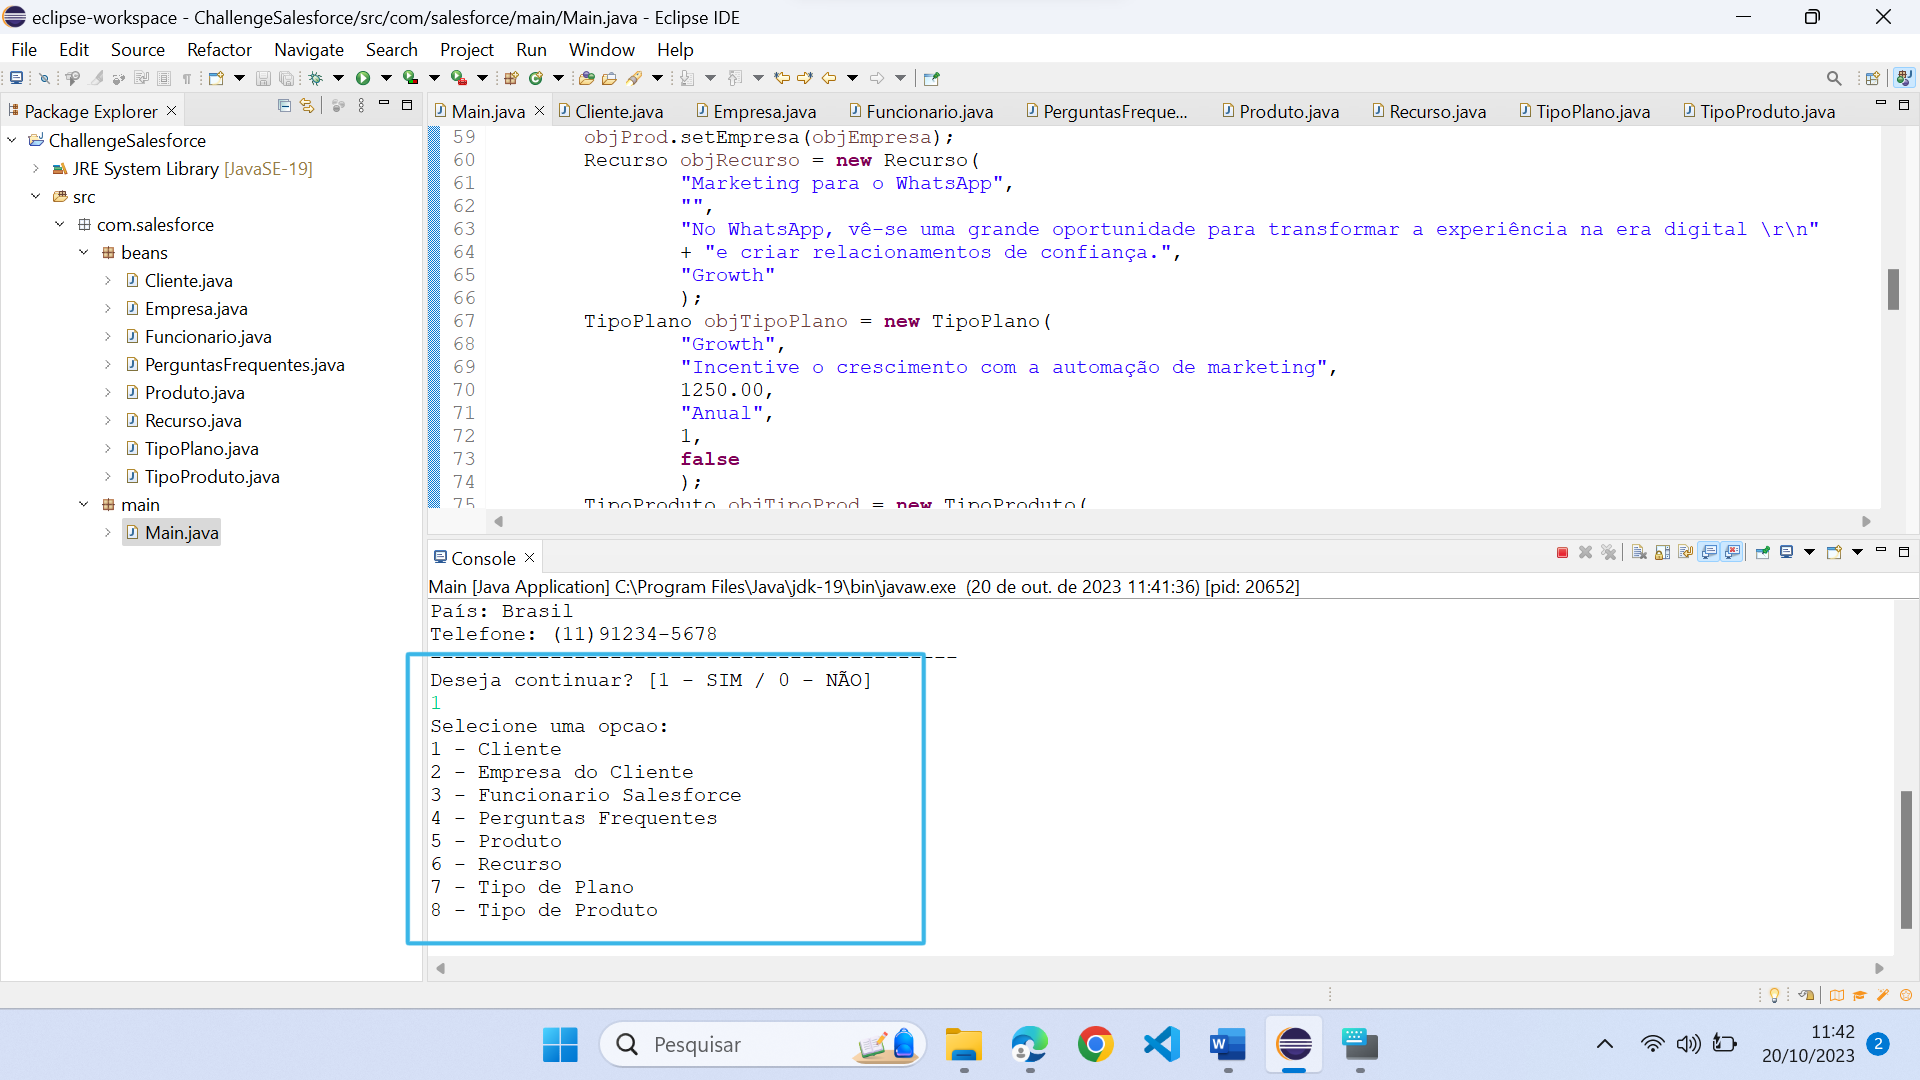 eclipse-workspace - ChallengeSalesforce/src/com/salesforce/main/Main.java - Eclipse IDE
File Edit Source Refactor Navigate Search Project Run Window Help
Package Explorer
ChallengeSalesforce
JRE System Library [JavaSE-19]
src
com.salesforce
beans
Cliente.java
Empresa.java
Funcionario.java
PerguntasFrequentes.java
Produto.java
Recurso.java
TipoPlano.java
TipoProduto.java
main
Main.java
Main.java Cliente.java Empresa.java Funcionario.java PerguntasFreque... Produto.java Recurso.java TipoPlano.java TipoProduto.java
59 objProd.setEmpresa(objEmpresa);
60 Recurso objRecurso = new Recurso(
61 "Marketing para o WhatsApp",
62 "",
63 "No WhatsApp, vê-se uma grande oportunidade para transformar a experiência na era digital \r\n"
64 + "e criar relacionamentos de confiança.",
65 "Growth"
66 );
67 TipoPlano objTipoPlano = new TipoPlano(
68 "Growth",
69 "Incentive o crescimento com a automação de marketing",
70 1250.00,
71 "Anual",
72 1,
73 false
74 );
75 TipoProduto objTipoProd = new TipoProduto(
Console
Main [Java Application] C:\Program Files\Java\jdk-19\bin\javaw.exe (20 de out. de 2023 11:41:36) [pid: 20652]
País: Brasil
Telefone: (11)91234-5678
--------------------------------------------
Deseja continuar? [1 - SIM / 0 - NÃO]
1
Selecione uma opcao:
1 - Cliente
2 - Empresa do Cliente
3 - Funcionario Salesforce
4 - Perguntas Frequentes
5 - Produto
6 - Recurso
7 - Tipo de Plano
8 - Tipo de Produto
Pesquisar
11:42
20/10/2023
2